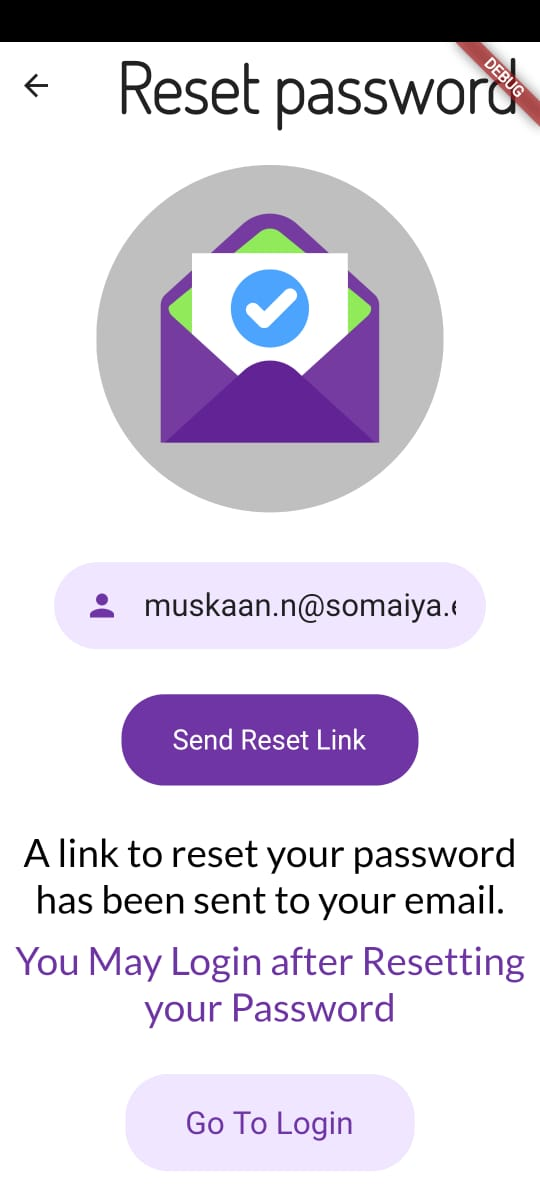 Reset password
DEBUG
muskaan.n@somaiya.
Send Reset Link
A link to reset your password
has been sent to your email.
You May Login after Resetting
your Password
Go To Login